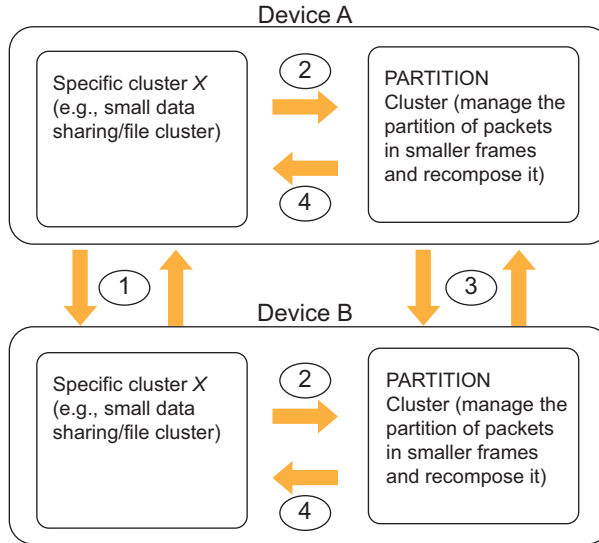 Device A
Specific cluster X
(e.g., small data
sharing/file cluster)
2
4
PARTITION
Cluster (manage the
partition of packets
in smaller frames
and recompose it)
1
3
Device B
Specific cluster X
(e.g., small data
sharing/file cluster)
2
4
PARTITION
Cluster (manage the
partition of packets
in smaller frames
and recompose it)